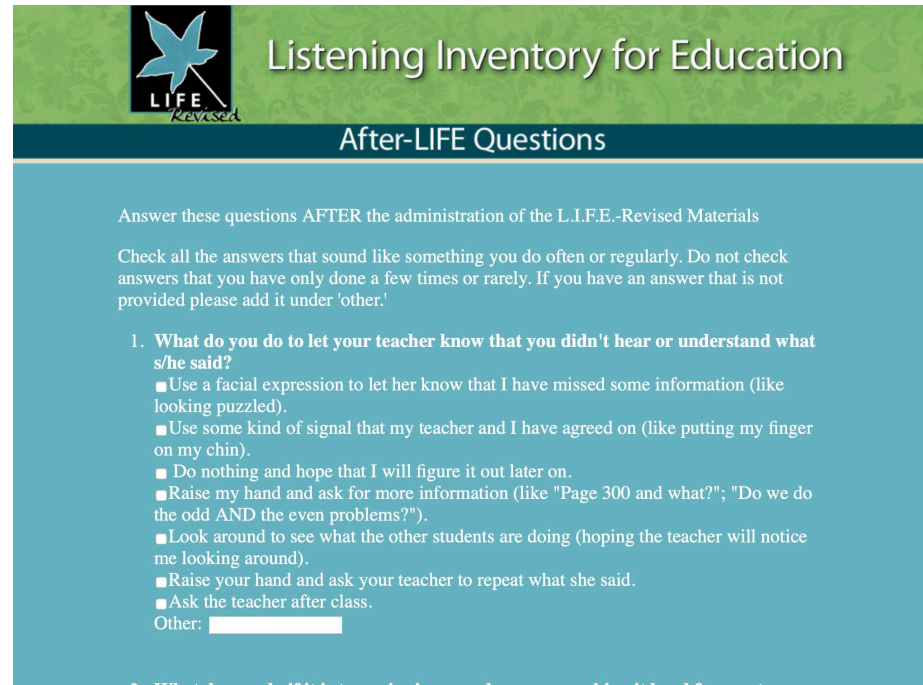 LIFE
Revised
Listening Inventory for Education
After-LIFE Questions
Answer these questions AFTER the administration of the L.I.F.E.-Revised Materials
Check all the answers that sound like something you do often or regularly. Do not check
answers that you have only done a few times or rarely. If you have an answer that is not
provided please add it under 'other.'
1. What do you do to let your teacher know that you didn't hear or understand what
s/he said?
Use a facial expression to let her know that I have missed some information (like
looking puzzled).
Use some kind of signal that my teacher and I have agreed on (like putting my finger
on my chin).
Do nothing and hope that I will figure it out later on.
Raise my hand and ask for more information (like "Page 300 and what?"; "Do we do
the odd AND the even problems?").
Look around to see what the other students are doing (hoping the teacher will notice
me looking around).
Raise your hand and ask your teacher to repeat what she said.
Ask the teacher after class.
Other: